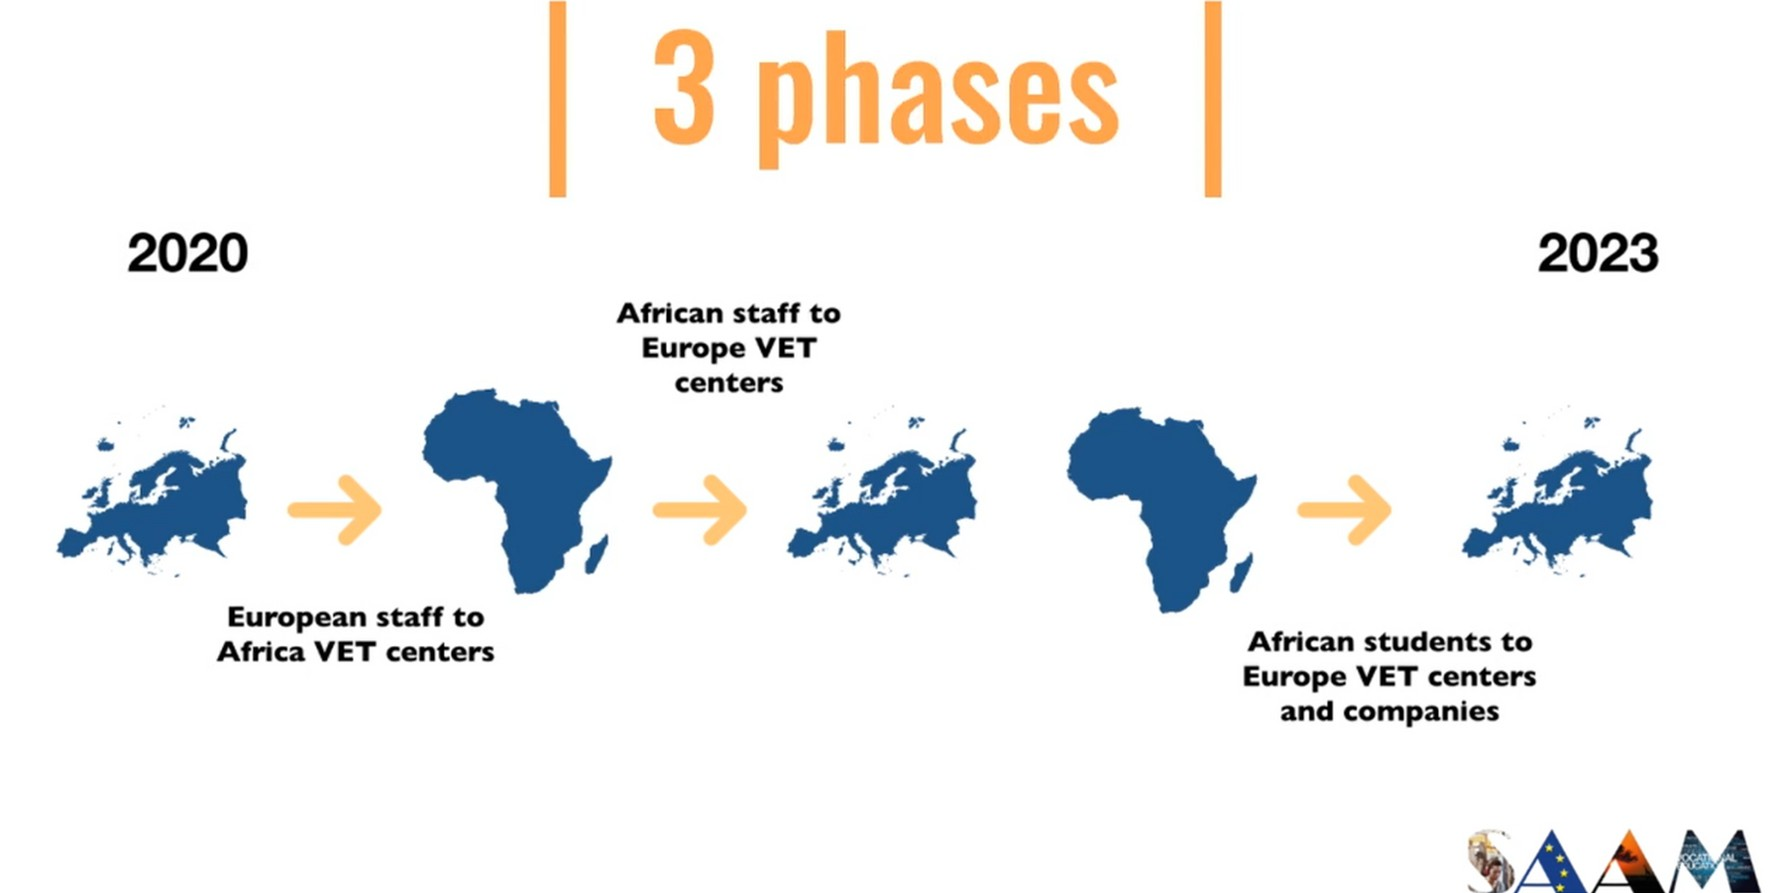 3 phases
2020
2023
African staff to
Europe VET
centers
European staff to
Africa VET centers
African students to
Europe VET centers
and companies
SAAM